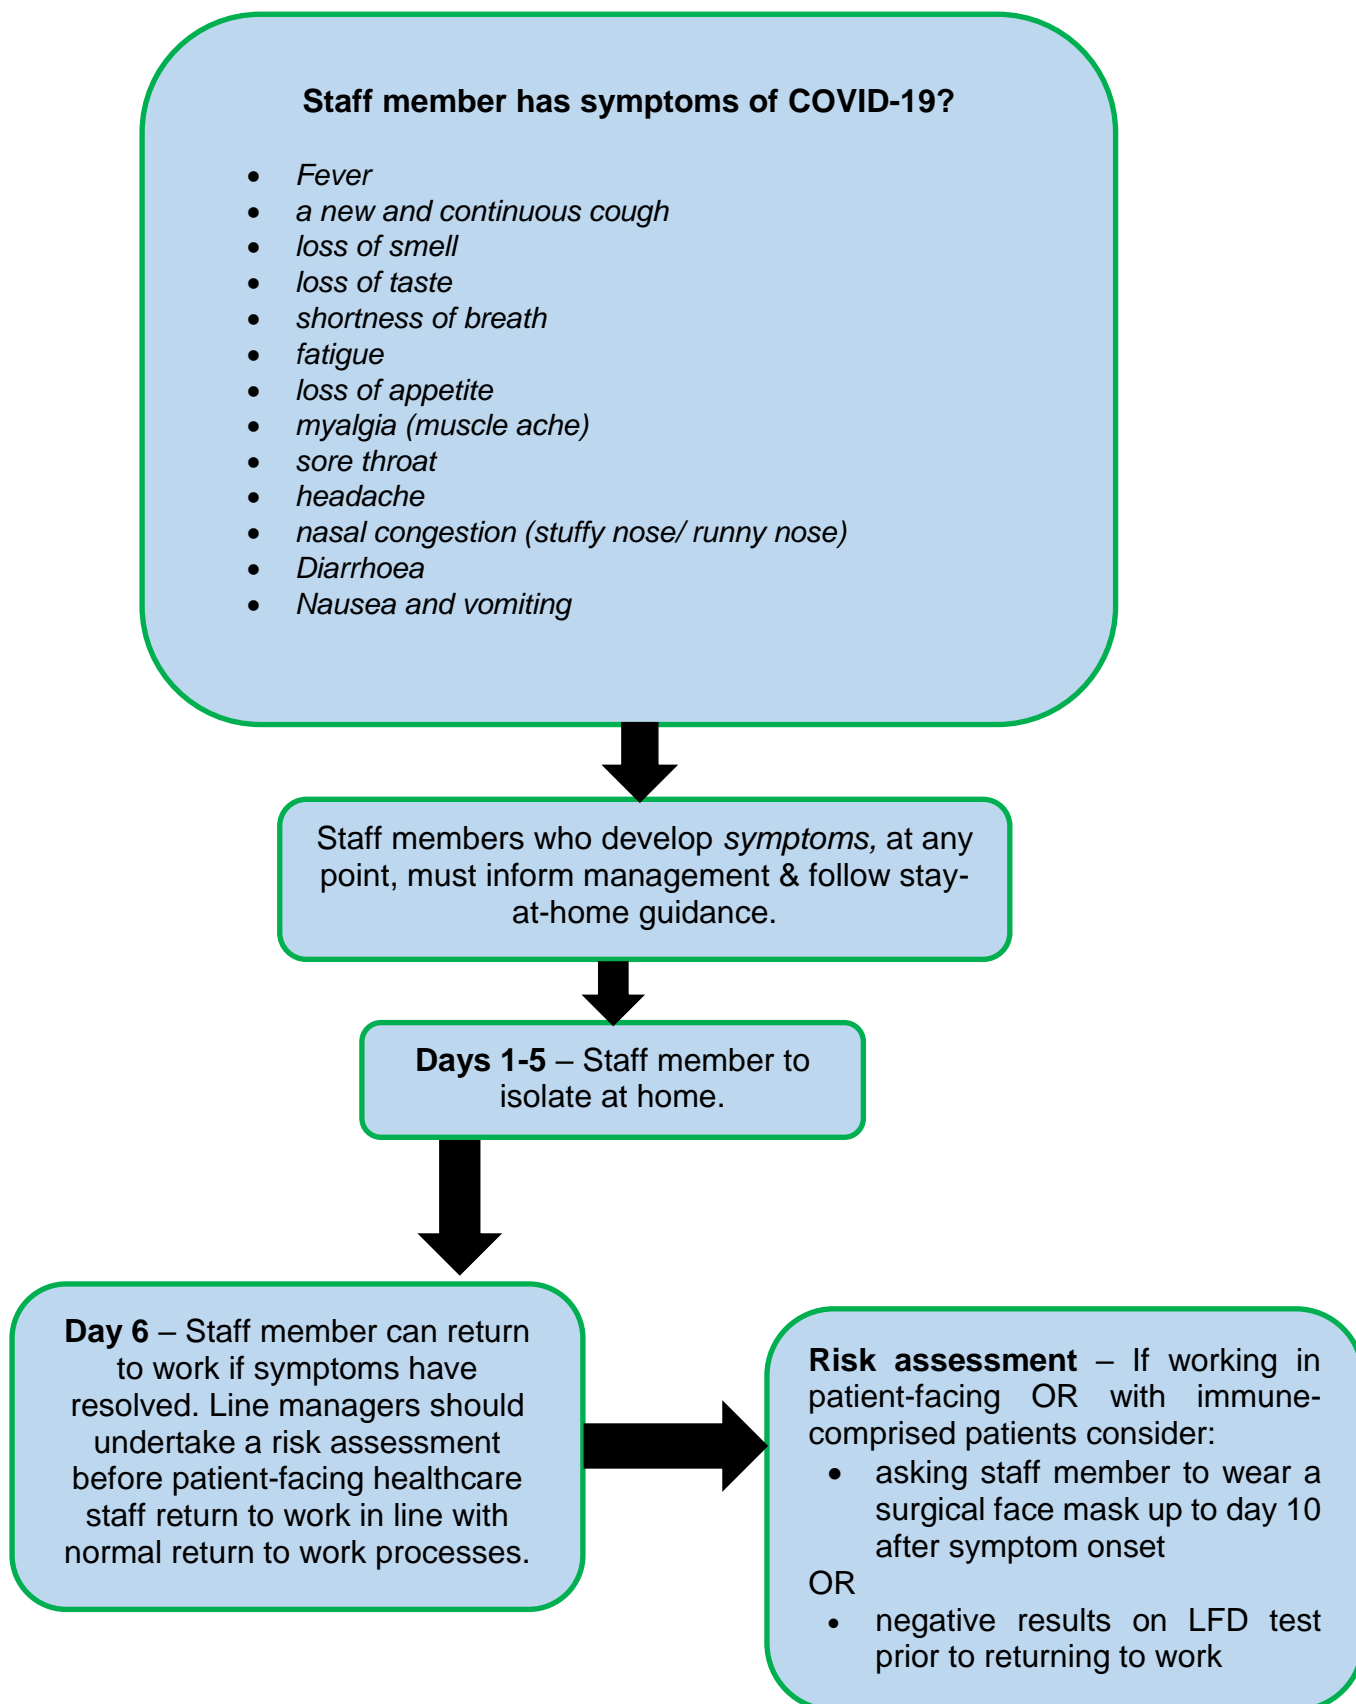 Staff member has symptoms of COVID-19?
• Fever
• a new and continuous cough
• loss of smell
• loss of taste
• shortness of breath
• fatigue
• loss of appetite
• myalgia (muscle ache)
• sore throat
• headache
• nasal congestion (stuffy nose/ runny nose)
• Diarrhoea
• Nausea and vomiting
Staff members who develop symptoms, at any
point, must inform management & follow stay-
at-home guidance.
Days 1-5 – Staff member to
isolate at home.
Day 6 – Staff member can return
to work if symptoms have
resolved. Line managers should
undertake a risk assessment
before patient-facing healthcare
staff return to work in line with
normal return to work processes.
Risk assessment – If working in
patient-facing OR with immune-
comprised patients consider:
• asking staff member to wear a
surgical face mask up to day 10
after symptom onset
OR
• negative results on LFD test
prior to returning to work